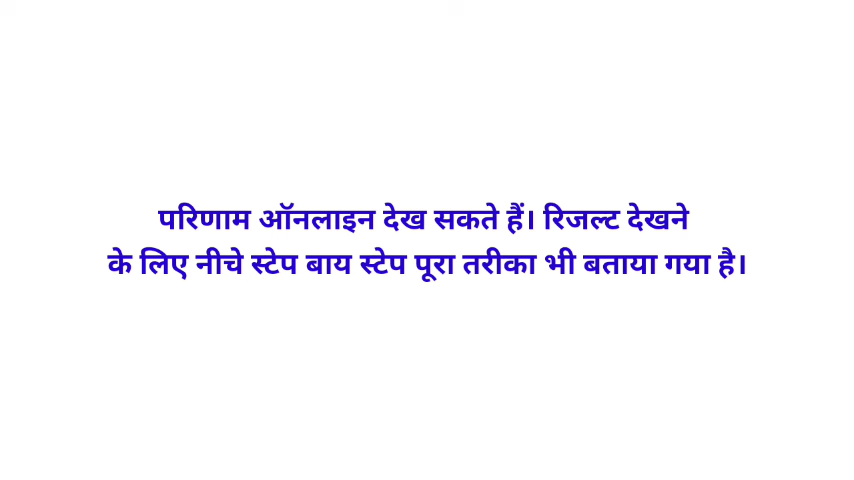 परिणाम ऑनलाइन देख सकते हैं। रिजल्ट देखने
के लिए नीचे स्टेप बाय स्टेप पूरा तरीका भी बताया गया है।